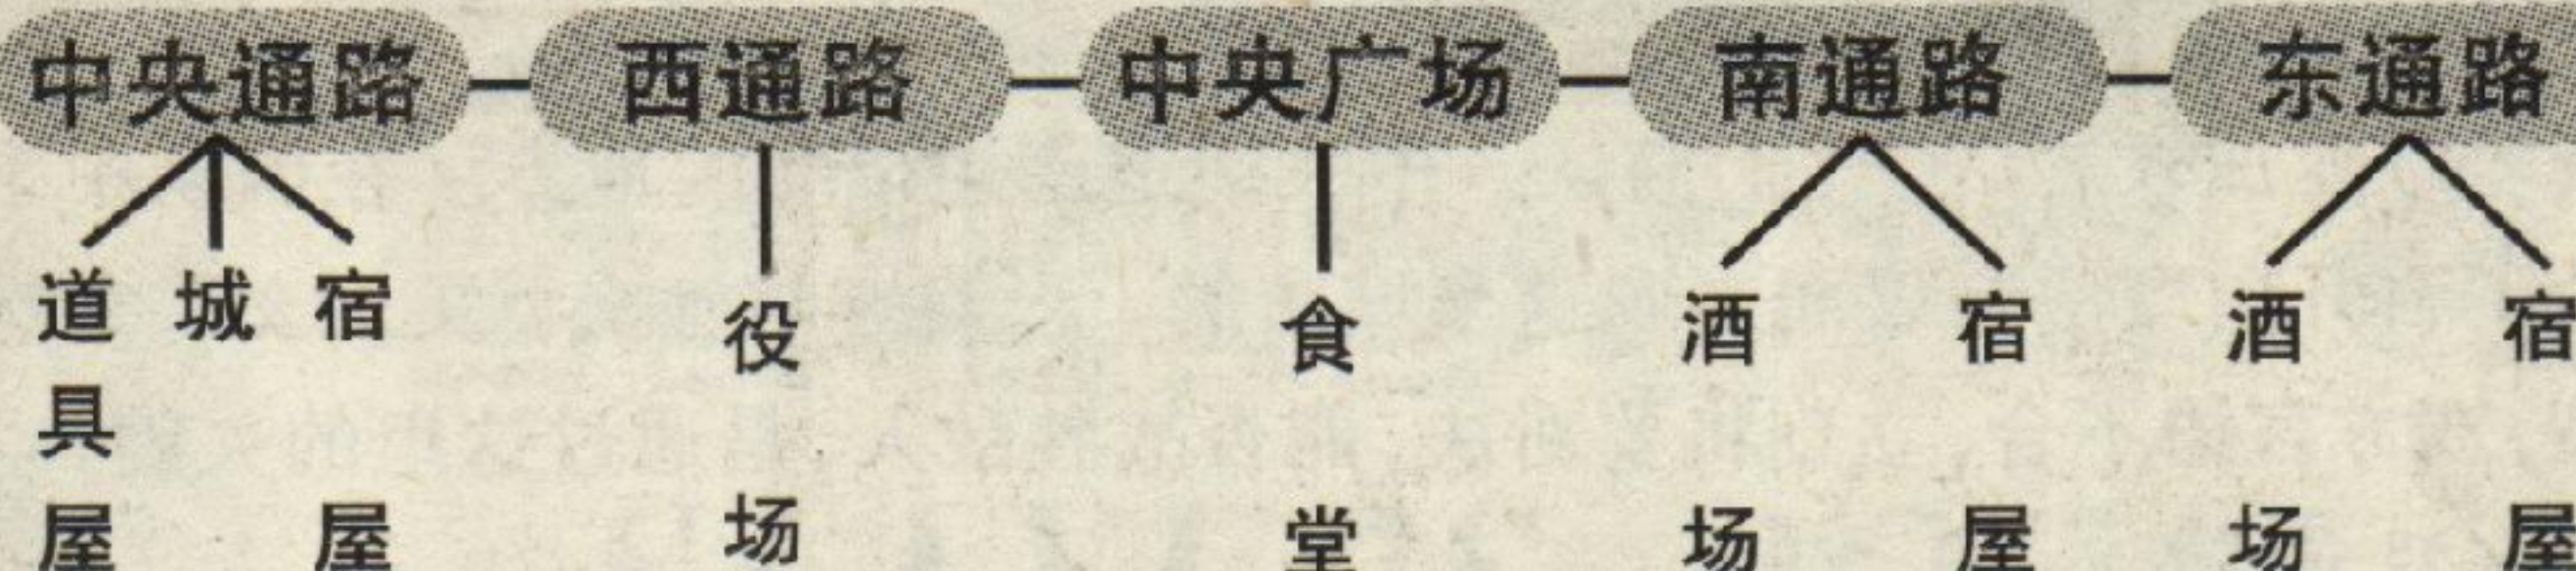 中央通路
西通路
中央广场
南通路
东通路
道具屋
城
宿屋
役场
食堂
酒场
宿屋
酒场
宿屋